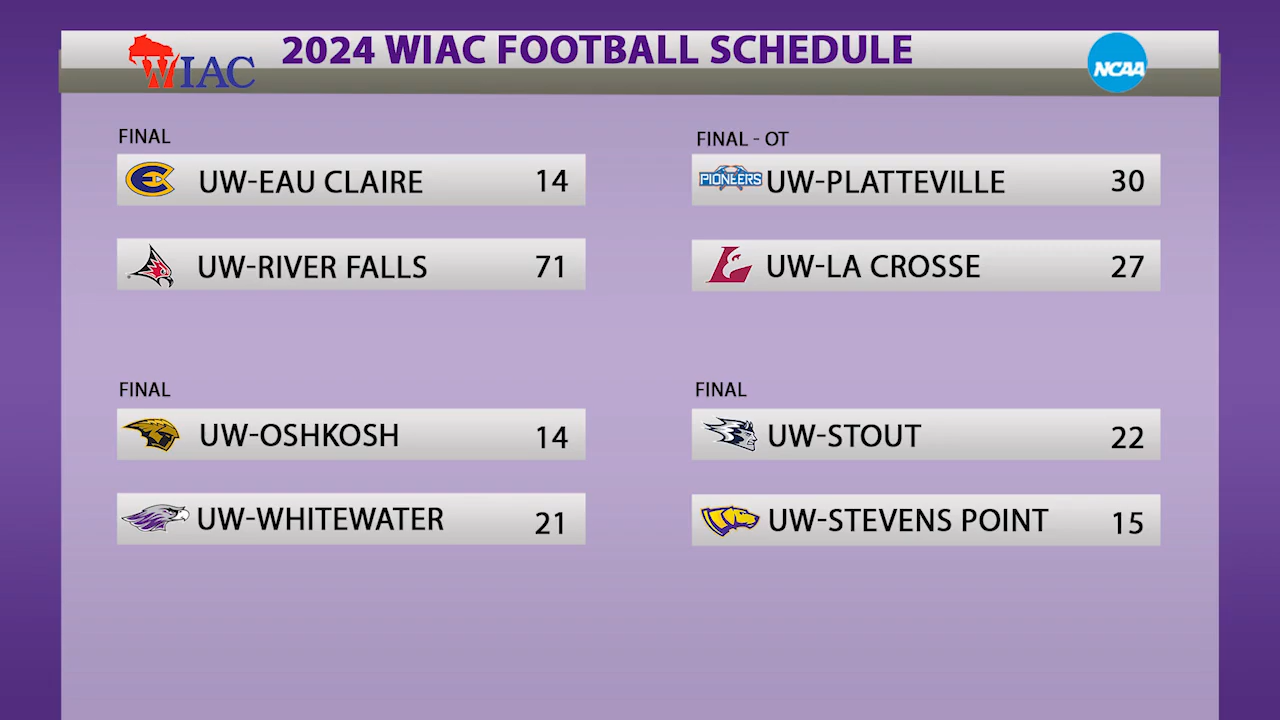 WIAC
2024 WIAC FOOTBALL SCHEDULE
NCAA
FINAL
UW-EAU CLAIRE 14
UW-RIVER FALLS 71
FINAL - OT
PIONEERS UW-PLATTEVILLE 30
UW-LA CROSSE 27
FINAL
UW-OSHKOSH 14
UW-WHITEWATER 21
FINAL
UW-STOUT 22
UW-STEVENS POINT 15